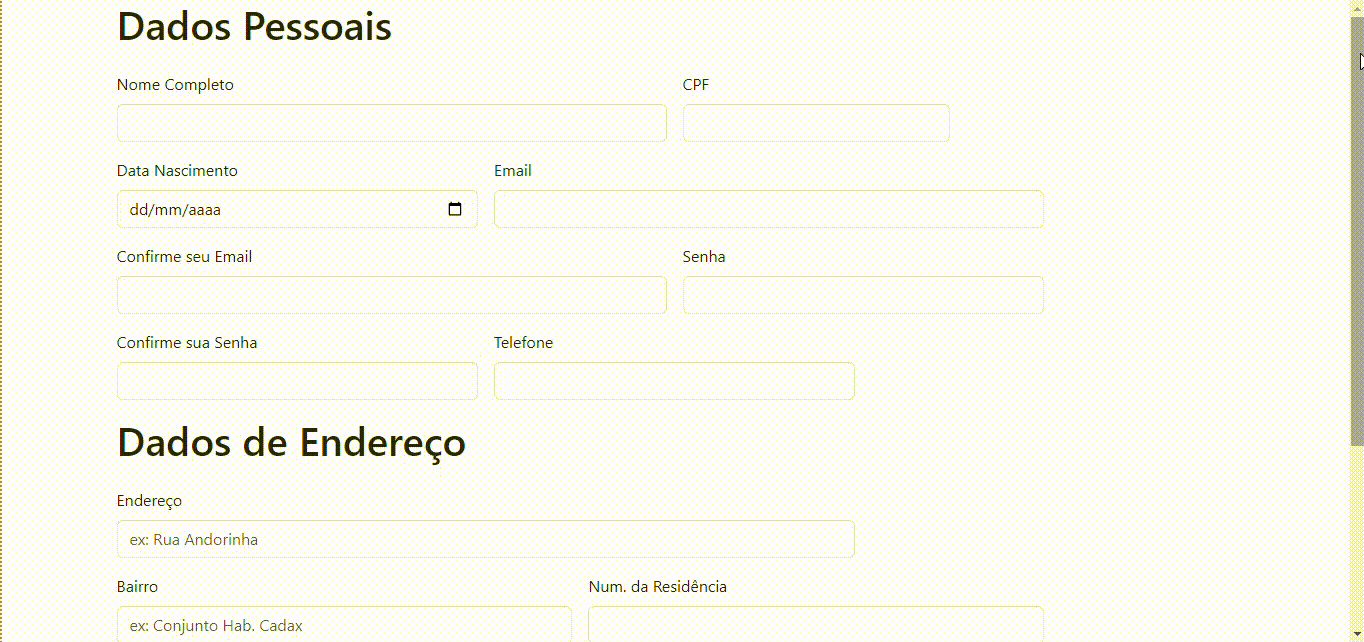 Dados Pessoais
Nome Completo CPF
Data Nascimento Email
dd/mm/aaaa
Confirme seu Email Senha
Confirme sua Senha Telefone
Dados de Endereço
Endereço
ex: Rua Andorinha
Bairro Num. da Residência
ex: Conjunto Hab. Cadax